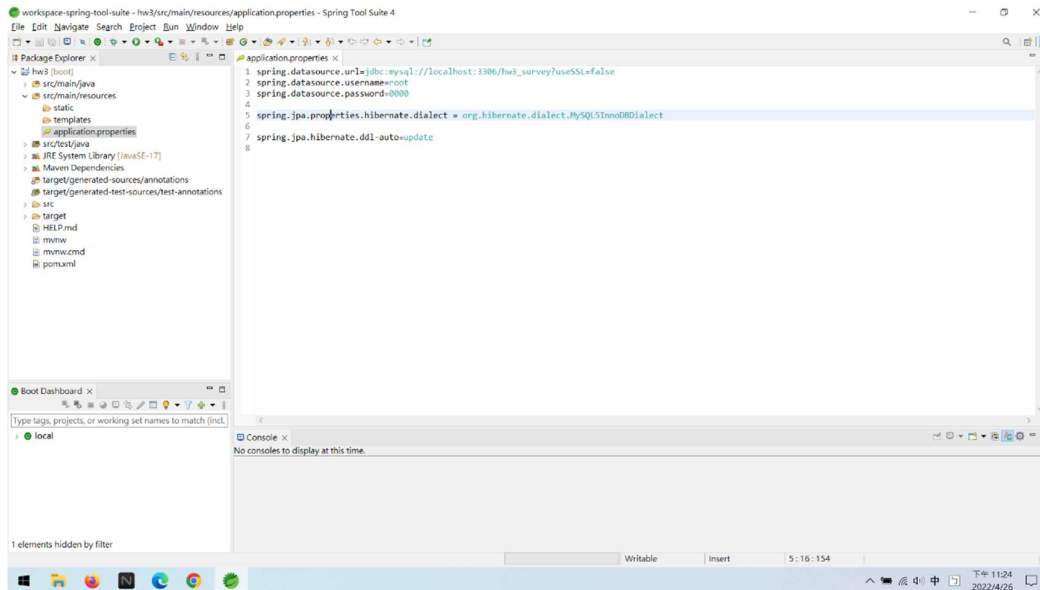 workspace-spring-tool-suite - hw3/src/main/resources/application.properties - Spring Tool Suite 4
File Edit Navigate Search Project Run Window Help
Package Explorer
hw3 [boot]
src/main/java
src/main/resources
static
templates
application.properties
src/test/java
JRE System Library [JavaSE-17]
Maven Dependencies
target/generated-sources/annotations
target/generated-test-sources/test-annotations
src
target
HELP.md
mvnw
mvnw.cmd
pom.xml
application.properties
1 spring.datasource.url=jdbc:mysql://localhost:3306/hw3_survey?useSSL=false
2 spring.datasource.username=root
3 spring.datasource.password=0000
4
5 spring.jpa.properties.hibernate.dialect = org.hibernate.dialect.MySQL5InnoDBDialect
6
7 spring.jpa.hibernate.ddl-auto=update
8
Boot Dashboard
Type tags, projects, or working set names to match (incl.
local
1 elements hidden by filter
Console
No consoles to display at this time.
Writable Insert 5 : 16 : 154
中 下午 11:24
2022/4/26